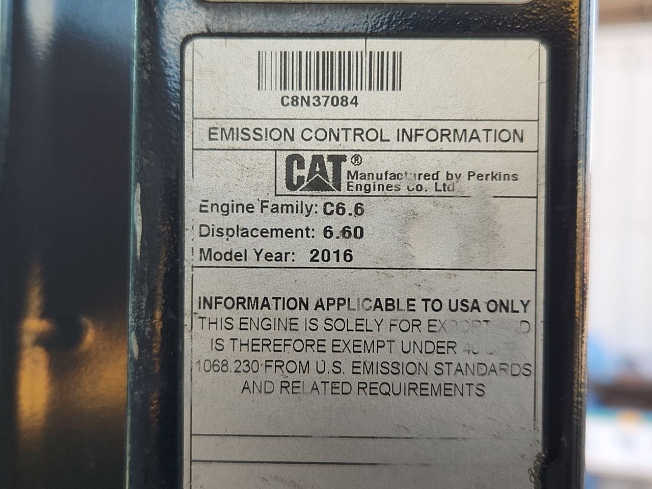 C8N37084
EMISSION CONTROL INFORMATION
CAT® Manufactured by Perkins
Engines Co. Ltd
Engine Family: C6.6
Displacement: 6.60
Model Year: 2016
INFORMATION APPLICABLE TO USA ONLY
THIS ENGINE IS SOLELY FOR EXPORT AND
IS THEREFORE EXEMPT UNDER 40
1068.230 FROM U.S. EMISSION STANDARDS
AND RELATED REQUIREMENTS